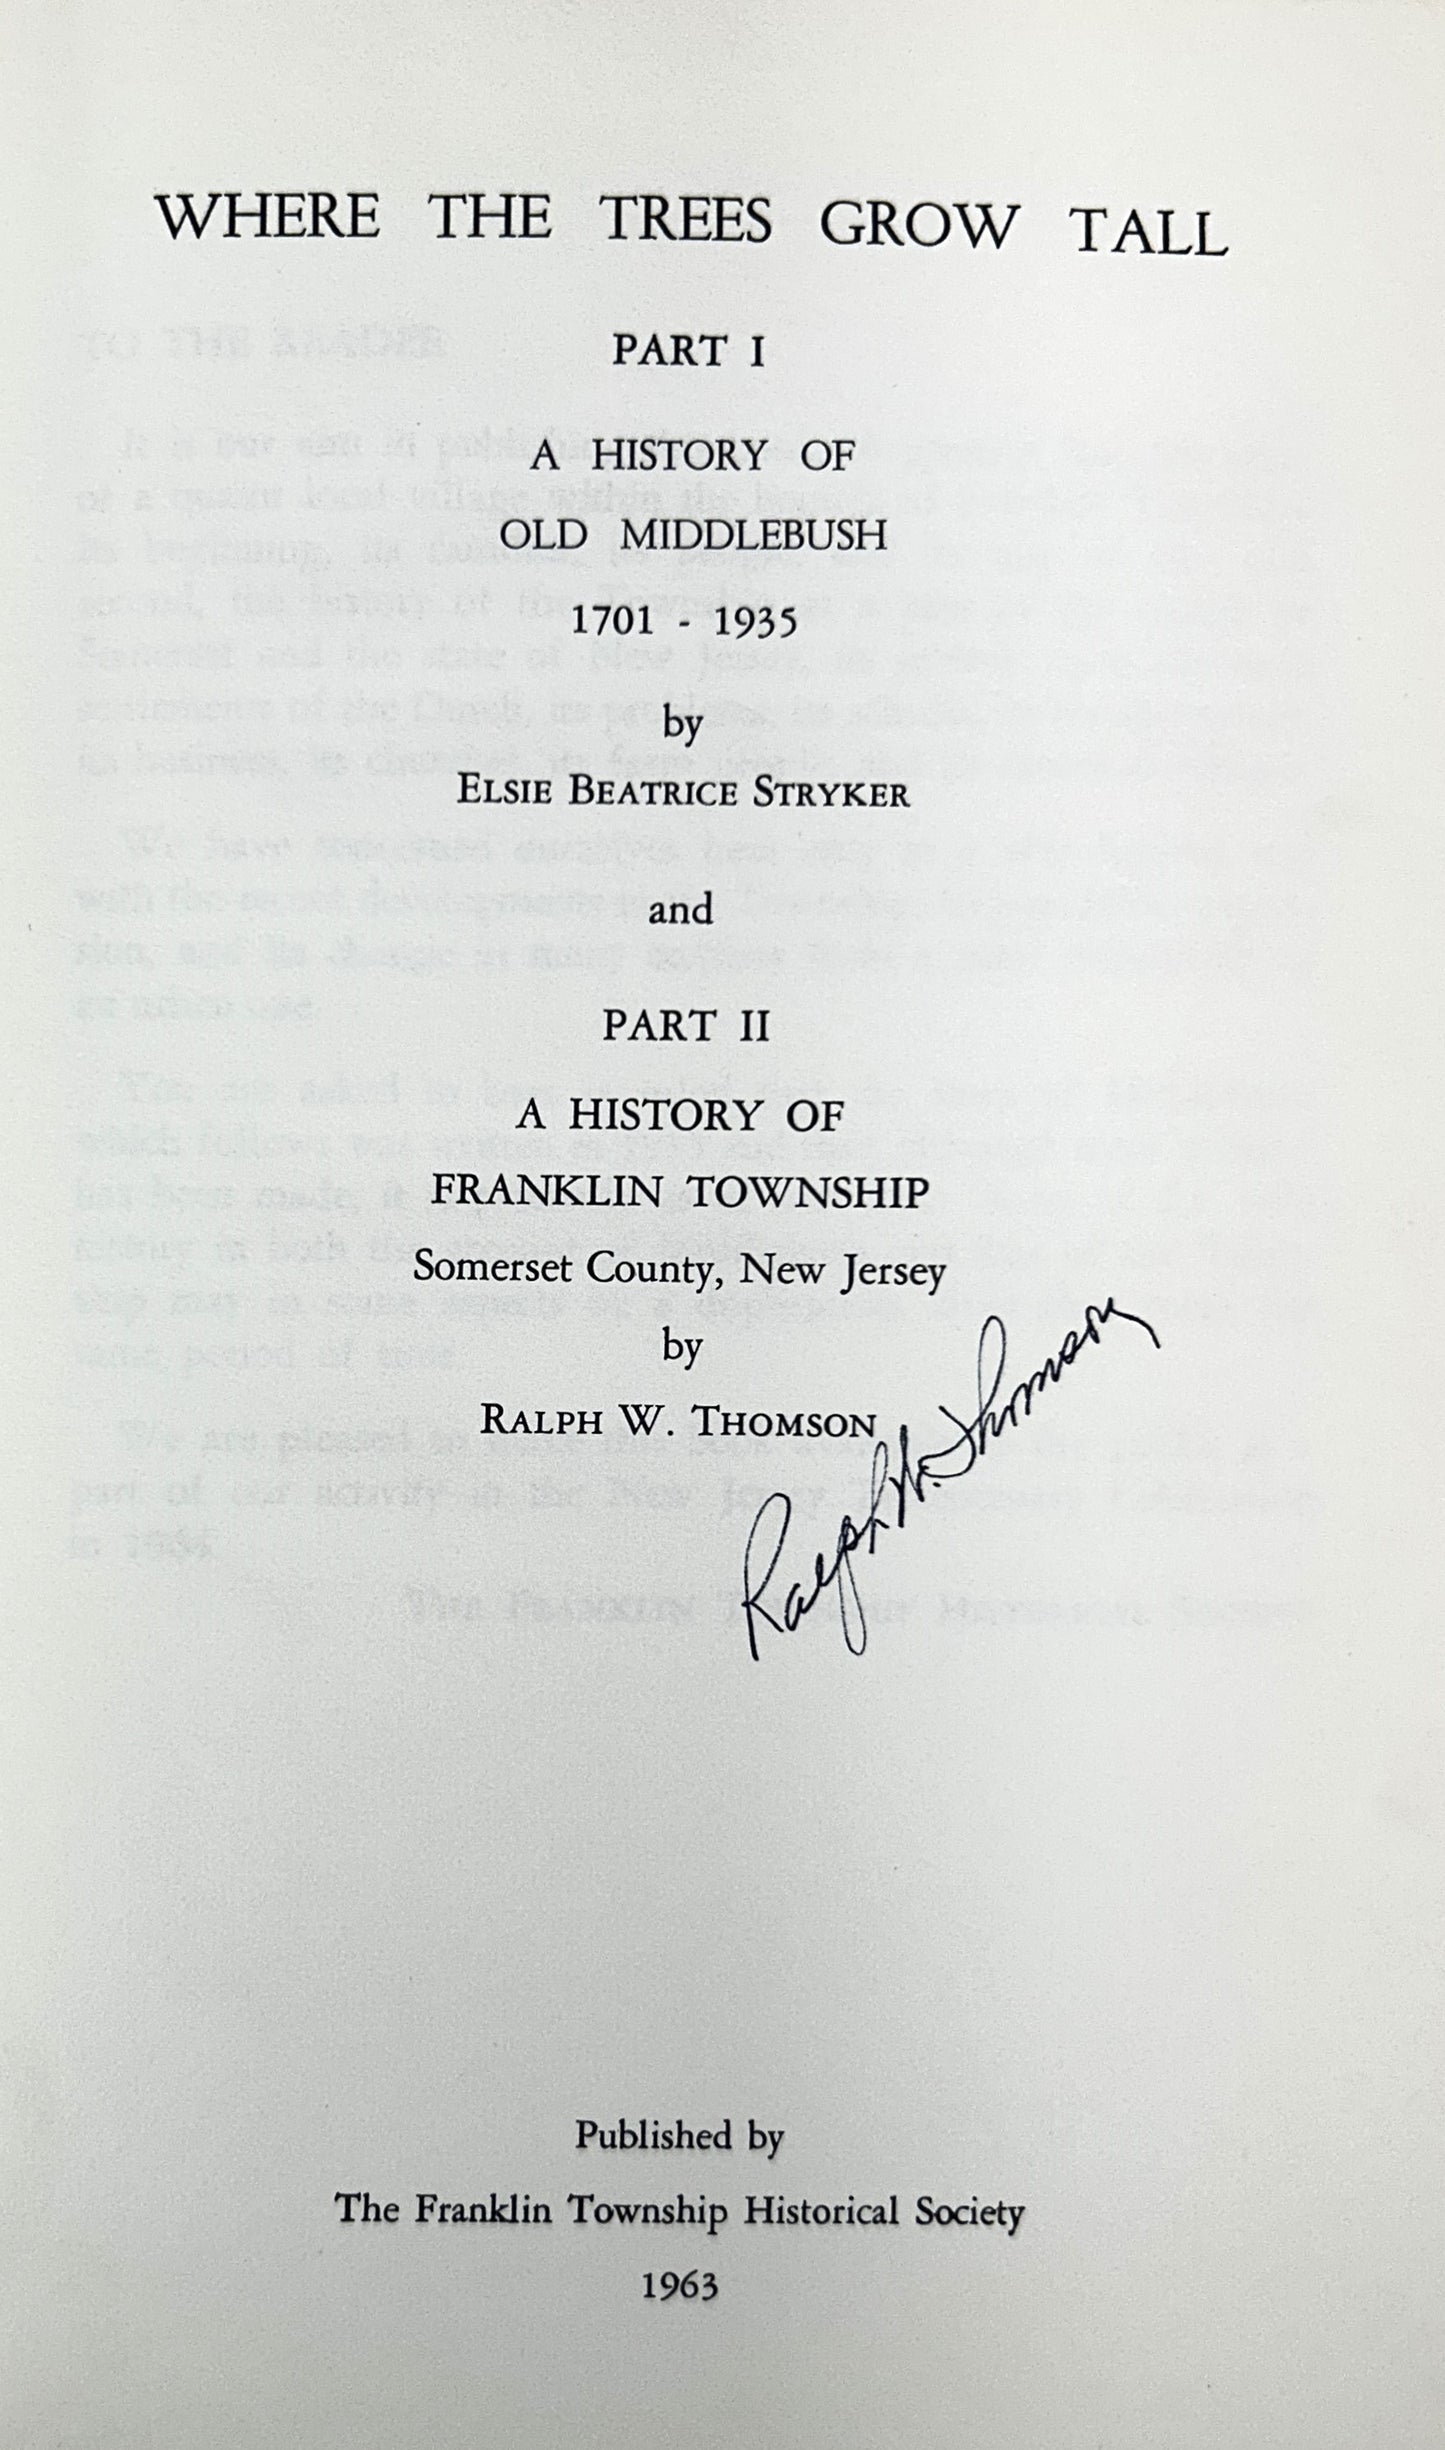 WHERE THE TREES GROW TALL
PART I
A HISTORY OF
OLD MIDDLEBUSH
1701 - 1935
by
ELSIE BEATRICE STRYKER
and
PART II
A HISTORY OF
FRANKLIN TOWNSHIP
Somerset County, New Jersey
by
RALPH W. THOMSON
Ralph W. Thomson
Published by
The Franklin Township Historical Society
1963